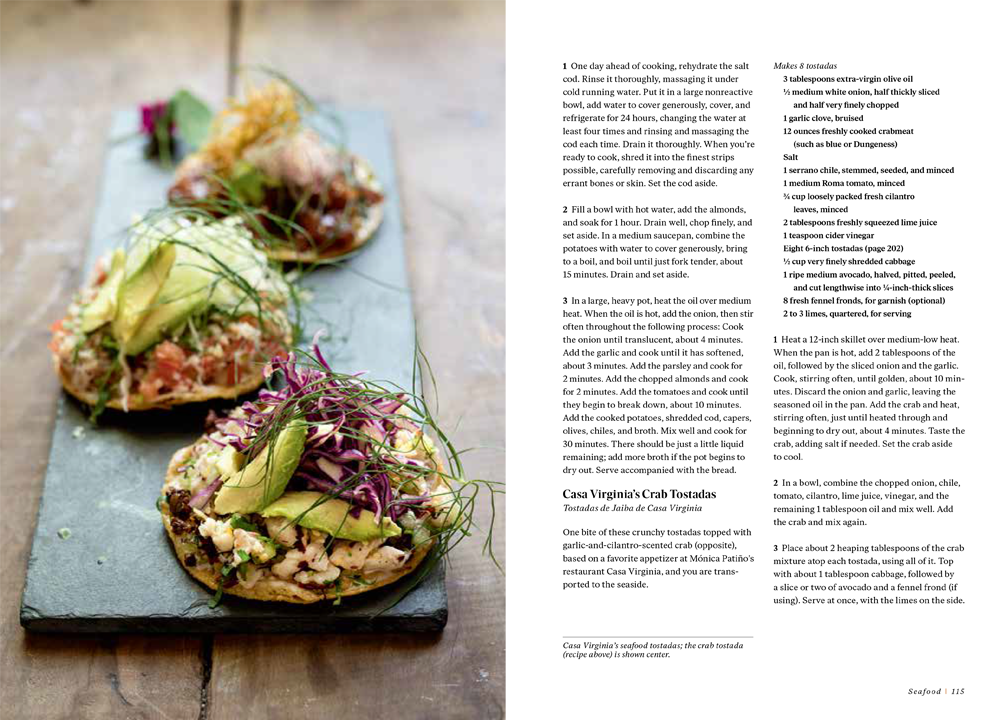 1 One day ahead of cooking, rehydrate the salt
cod. Rinse it thoroughly, massaging it under
cold running water. Put it in a large nonreactive
bowl, add water to cover generously, cover, and
refrigerate for 24 hours, changing the water at
least four times and rinsing and massaging the
cod each time. Drain it thoroughly. When you're
ready to cook, shred it into the finest strips
possible, carefully removing and discarding any
errant bones or skin. Set the cod aside.
2 Fill a bowl with hot water, add the almonds,
and soak for 1 hour. Drain well, chop finely, and
set aside. In a medium saucepan, combine the
potatoes with water to cover generously, bring
to a boil, and boil until just fork tender, about
15 minutes. Drain and set aside.
3 In a large, heavy pot, heat the oil over medium
heat. When the oil is hot, add the onion, then stir
often throughout the following process: Cook
the onion until translucent, about 4 minutes.
Add the garlic and cook until it has softened,
about 3 minutes. Add the parsley and cook for
2 minutes. Add the chopped almonds and cook
for 2 minutes. Add the tomatoes and cook until
they begin to break down, about 10 minutes.
Add the cooked potatoes, shredded cod, capers,
olives, chiles, and broth. Mix well and cook for
30 minutes. There should be just a little liquid
remaining; add more broth if the pot begins to
dry out. Serve accompanied with the bread.
Casa Virginia's Crab Tostadas
Tostadas de Jaiba de Casa Virginia
One bite of these crunchy tostadas topped with
garlic-and-cilantro-scented crab (opposite),
based on a favorite appetizer at Mónica Patiño's
restaurant Casa Virginia, and you are trans-
ported to the seaside.
Casa Virginia's seafood tostadas; the crab tostada
(recipe above) is shown center.
Makes 8 tostadas
3 tablespoons extra-virgin olive oil
½ medium white onion, half thickly sliced
and half very finely chopped
1 garlic clove, bruised
12 ounces freshly cooked crabmeat
(such as blue or Dungeness)
Salt
1 serrano chile, stemmed, seeded, and minced
1 medium Roma tomato, minced
¾ cup loosely packed fresh cilantro
leaves, minced
2 tablespoons freshly squeezed lime juice
1 teaspoon cider vinegar
Eight 6-inch tostadas (page 202)
½ cup very finely shredded cabbage
1 ripe medium avocado, halved, pitted, peeled,
and cut lengthwise into ¼-inch-thick slices
8 fresh fennel fronds, for garnish (optional)
2 to 3 limes, quartered, for serving
1 Heat a 12-inch skillet over medium-low heat.
When the pan is hot, add 2 tablespoons of the
oil, followed by the sliced onion and the garlic.
Cook, stirring often, until golden, about 10 min-
utes. Discard the onion and garlic, leaving the
seasoned oil in the pan. Add the crab and heat,
stirring often, just until heated through and
beginning to dry out, about 4 minutes. Taste the
crab, adding salt if needed. Set the crab aside
to cool.
2 In a bowl, combine the chopped onion, chile,
tomato, cilantro, lime juice, vinegar, and the
remaining 1 tablespoon oil and mix well. Add
the crab and mix again.
3 Place about 2 heaping tablespoons of the crab
mixture atop each tostada, using all of it. Top
with about 1 tablespoon cabbage, followed by
a slice or two of avocado and a fennel frond (if
using). Serve at once, with the limes on the side.
Seafood | 115